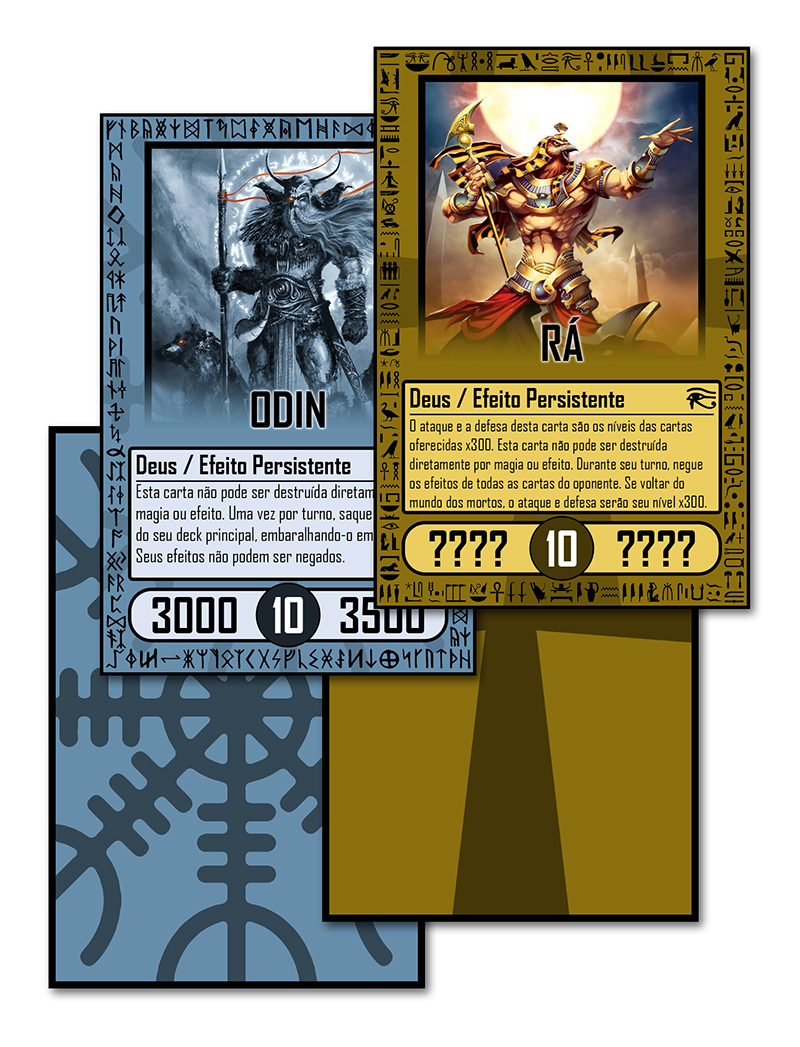 ODIN
Deus / Efeito Persistente
Esta carta não pode ser destruída diretam
magia ou efeito. Uma vez por turno, saque
do seu deck principal, embaralhando-o em
Seus efeitos não podem ser negados.
3000 10 3500
RÁ
Deus / Efeito Persistente
O ataque e a defesa desta carta são os níveis das cartas
oferecidas x300. Esta carta não pode ser destruída
diretamente por magia ou efeito. Durante seu turno, negue
os efeitos de todas as cartas do oponente. Se voltar do
mundo dos mortos, o ataque e defesa serão seu nível x300.
???? 10 ????